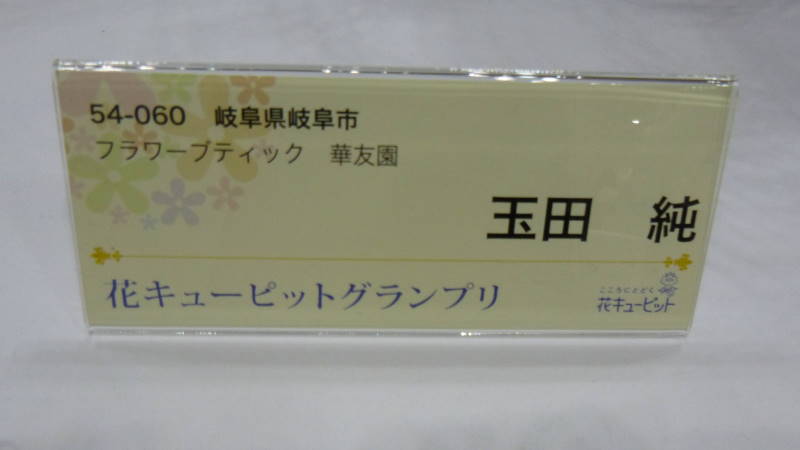 54-060　岐阜県岐阜市
フラワーブティック　華友園
玉田　純
花キューピットグランプリ
こころにとどく
花キューピット